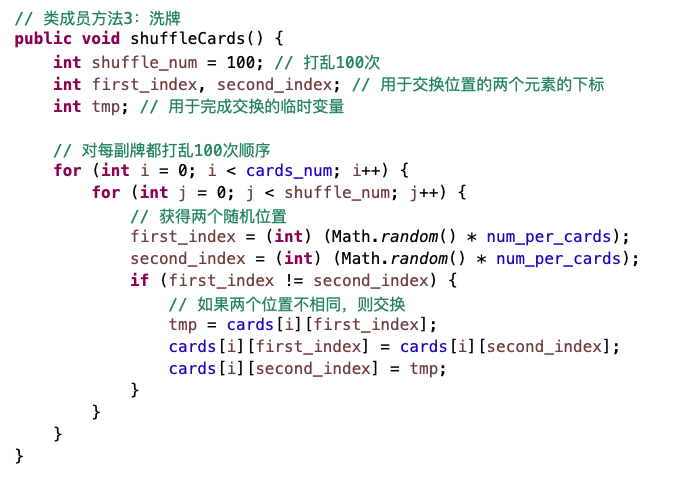 // 类成员方法3：洗牌
public void shuffleCards() {
    int shuffle_num = 100; // 打乱100次
    int first_index, second_index; // 用于交换位置的两个元素的下标
    int tmp; // 用于完成交换的临时变量

    // 对每副牌都打乱100次顺序
    for (int i = 0; i < cards_num; i++) {
        for (int j = 0; j < shuffle_num; j++) {
            // 获得两个随机位置
            first_index = (int) (Math.random() * num_per_cards);
            second_index = (int) (Math.random() * num_per_cards);
            if (first_index != second_index) {
                // 如果两个位置不相同，则交换
                tmp = cards[i][first_index];
                cards[i][first_index] = cards[i][second_index];
                cards[i][second_index] = tmp;
            }
        }
    }
}